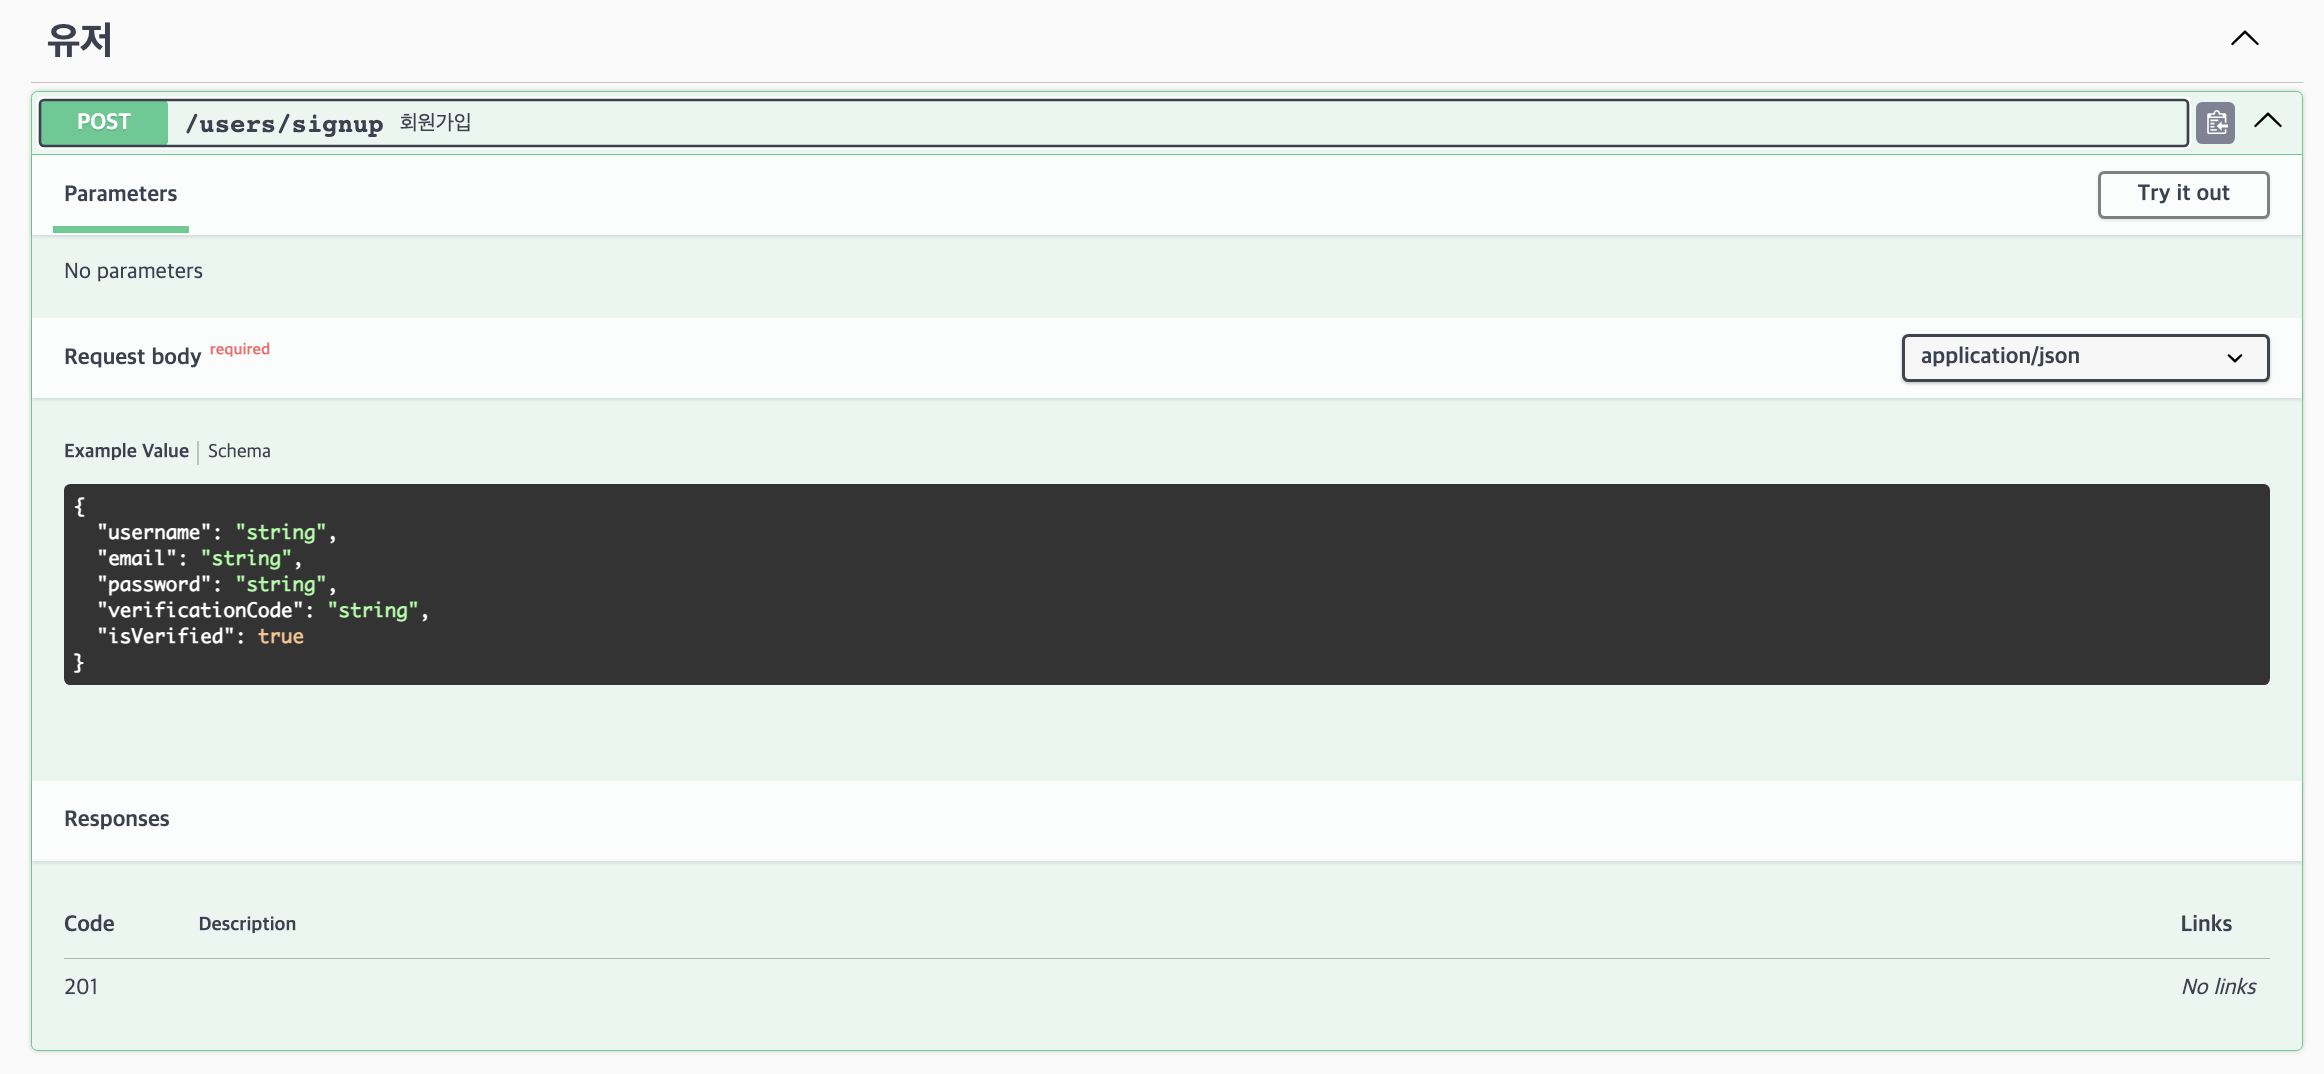 유저
POST /users/signup 회원가입
Parameters Try it out
No parameters
Request body required application/json
Example Value Schema
{
  "username": "string",
  "email": "string",
  "password": "string",
  "verificationCode": "string",
  "isVerified": true
}
Responses
Code Description Links
201 No links